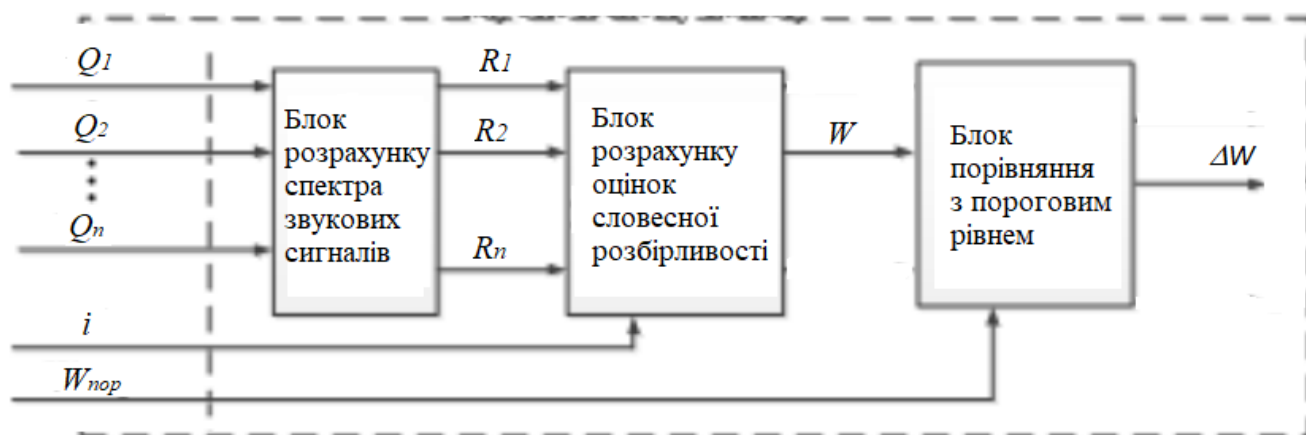 Q1
Q2
Qn
i
Wпор
Блок
розрахунку
спектра
звукових
сигналів
R1
R2
Rn
Блок
розрахунку
оцінок
словесної
розбірливості
W
Блок
порівняння
з пороговим
рівнем
ΔW